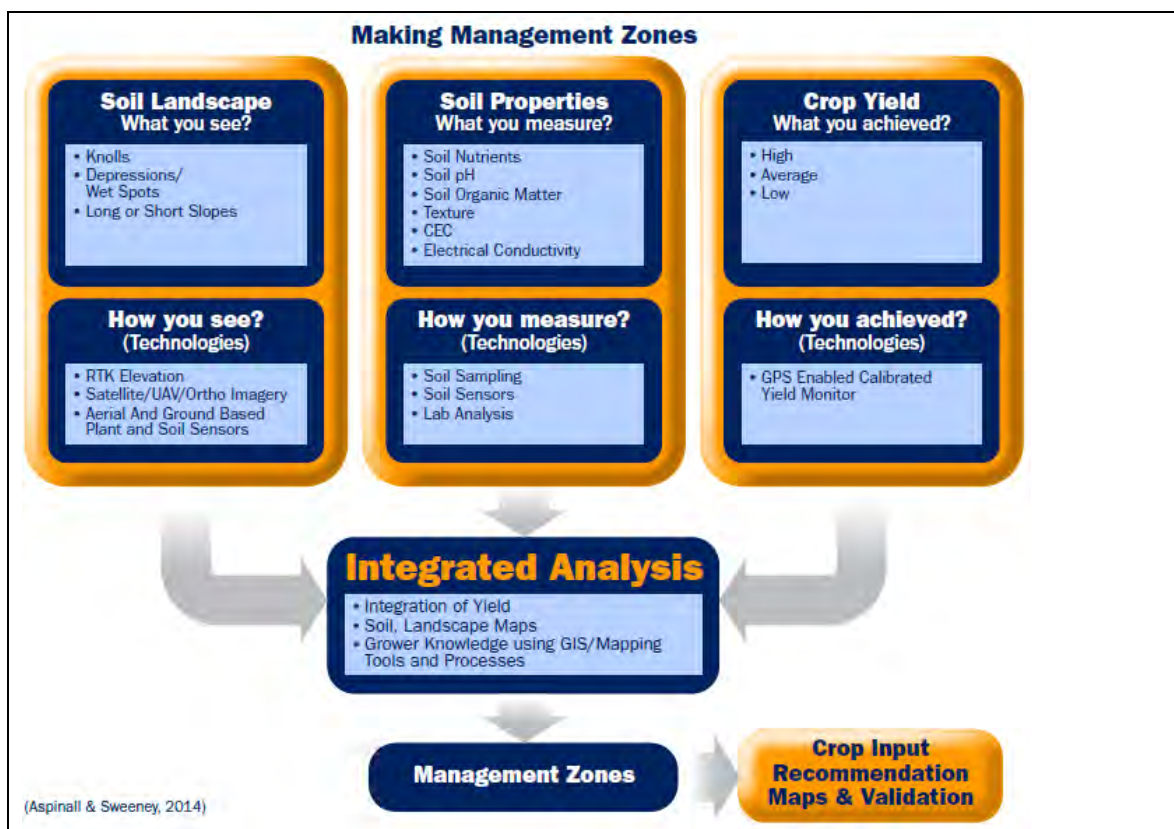 Making Management Zones
Soil Landscape
What you see?
• Knolls
• Depressions/
Wet Spots
• Long or Short Slopes
How you see?
(Technologies)
• RTK Elevation
• Satellite/UAV/Ortho Imagery
• Aerial And Ground Based
Plant and Soil Sensors
Soil Properties
What you measure?
• Soil Nutrients
• Soil pH
• Soil Organic Matter
• Texture
• CEC
• Electrical Conductivity
How you measure?
(Technologies)
• Soil Sampling
• Soil Sensors
• Lab Analysis
Crop Yield
What you achieved?
• High
• Average
• Low
How you achieved?
(Technologies)
• GPS Enabled Calibrated
Yield Monitor
Integrated Analysis
• Integration of Yield
• Soil, Landscape Maps
• Grower Knowledge using GIS/Mapping
Tools and Processes
Management Zones
Crop Input
Recommendation
Maps & Validation
(Aspinall & Sweeney, 2014)